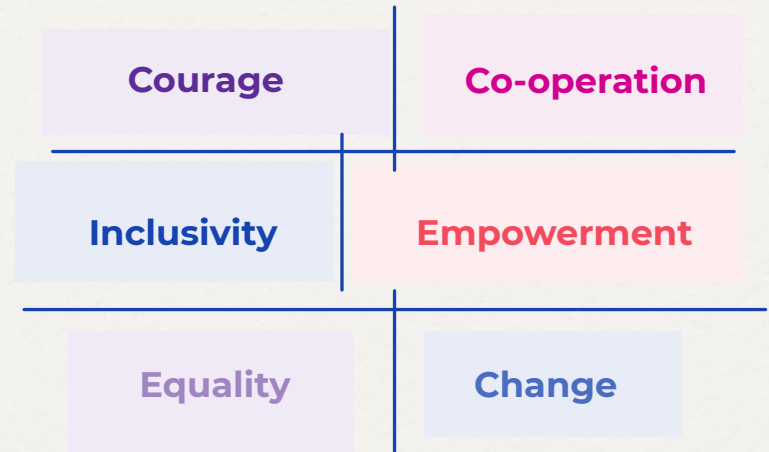 Courage
Co-operation
Inclusivity
Empowerment
Equality
Change